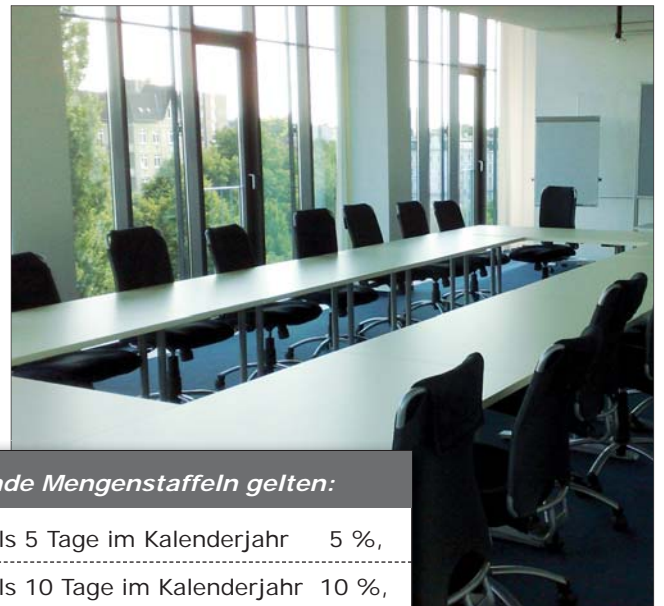 Mengenstaffeln gelten:
5 Tage im Kalenderjahr 5 %,
10 Tage im Kalenderjahr 10 %,